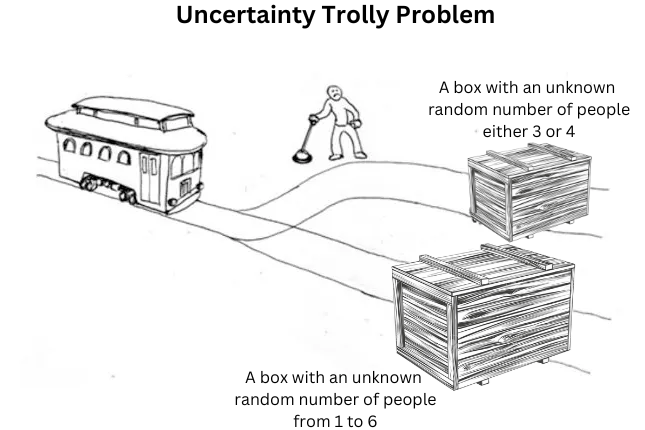 Uncertainty Trolly Problem
A box with an unknown
random number of people
either 3 or 4
A box with an unknown
random number of people
from 1 to 6